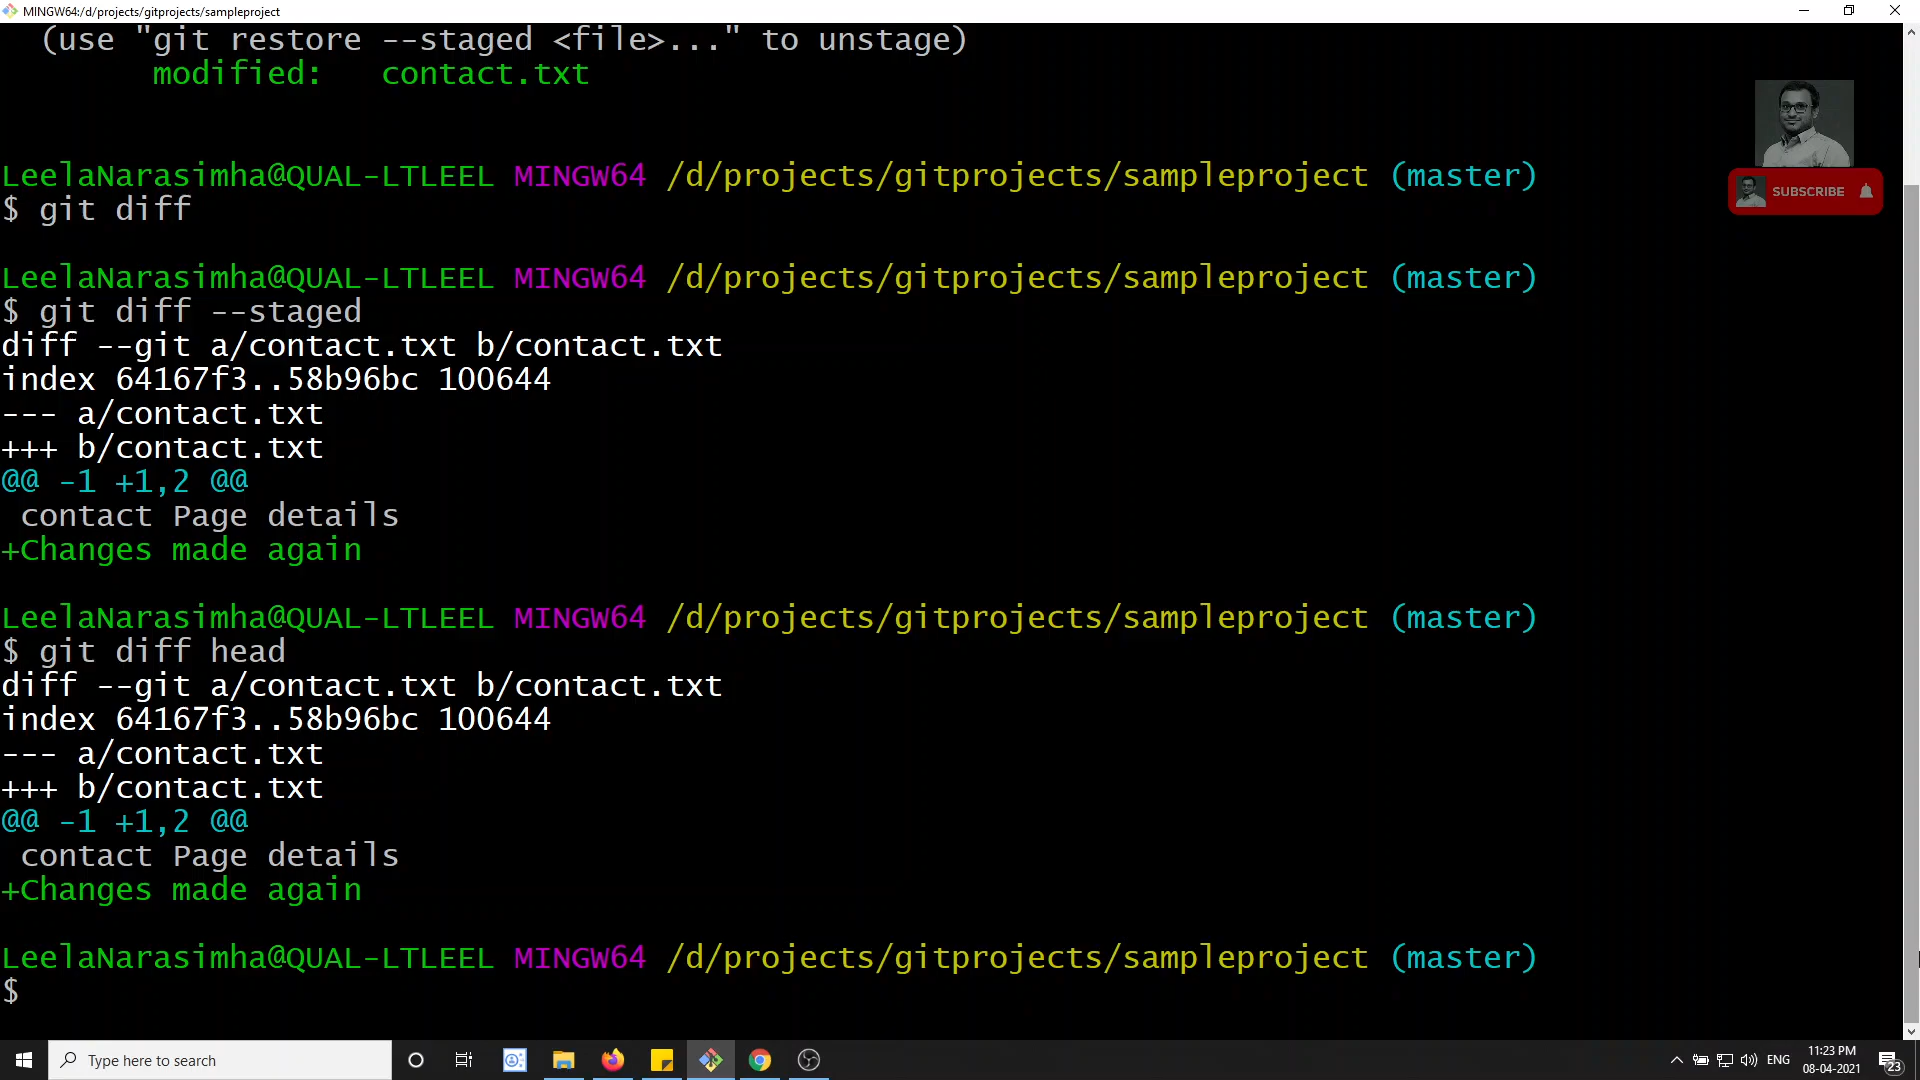 MINGW64:/d/projects/gitprojects/sampleproject
(use "git restore --staged <file>..." to unstage)
modified:   contact.txt
SUBSCRIBE
LeelaNarasimha@QUAL-LTLEEL MINGW64 /d/projects/gitprojects/sampleproject (master)
$ git diff
LeelaNarasimha@QUAL-LTLEEL MINGW64 /d/projects/gitprojects/sampleproject (master)
$ git diff --staged
diff --git a/contact.txt b/contact.txt
index 64167f3..58b96bc 100644
--- a/contact.txt
+++ b/contact.txt
@@ -1 +1,2 @@
 contact Page details
+Changes made again
LeelaNarasimha@QUAL-LTLEEL MINGW64 /d/projects/gitprojects/sampleproject (master)
$ git diff head
diff --git a/contact.txt b/contact.txt
index 64167f3..58b96bc 100644
--- a/contact.txt
+++ b/contact.txt
@@ -1 +1,2 @@
 contact Page details
+Changes made again
LeelaNarasimha@QUAL-LTLEEL MINGW64 /d/projects/gitprojects/sampleproject (master)
$
Type here to search
ENG
11:23 PM
08-04-2021
23